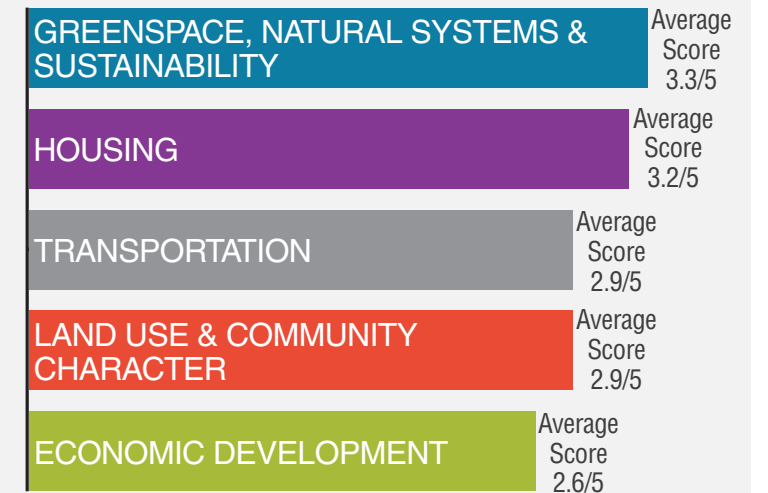 GREENSPACE, NATURAL SYSTEMS &
SUSTAINABILITY
Average
Score
3.3/5
HOUSING
Average
Score
3.2/5
TRANSPORTATION
Average
Score
2.9/5
LAND USE & COMMUNITY
CHARACTER
Average
Score
2.9/5
ECONOMIC DEVELOPMENT
Average
Score
2.6/5